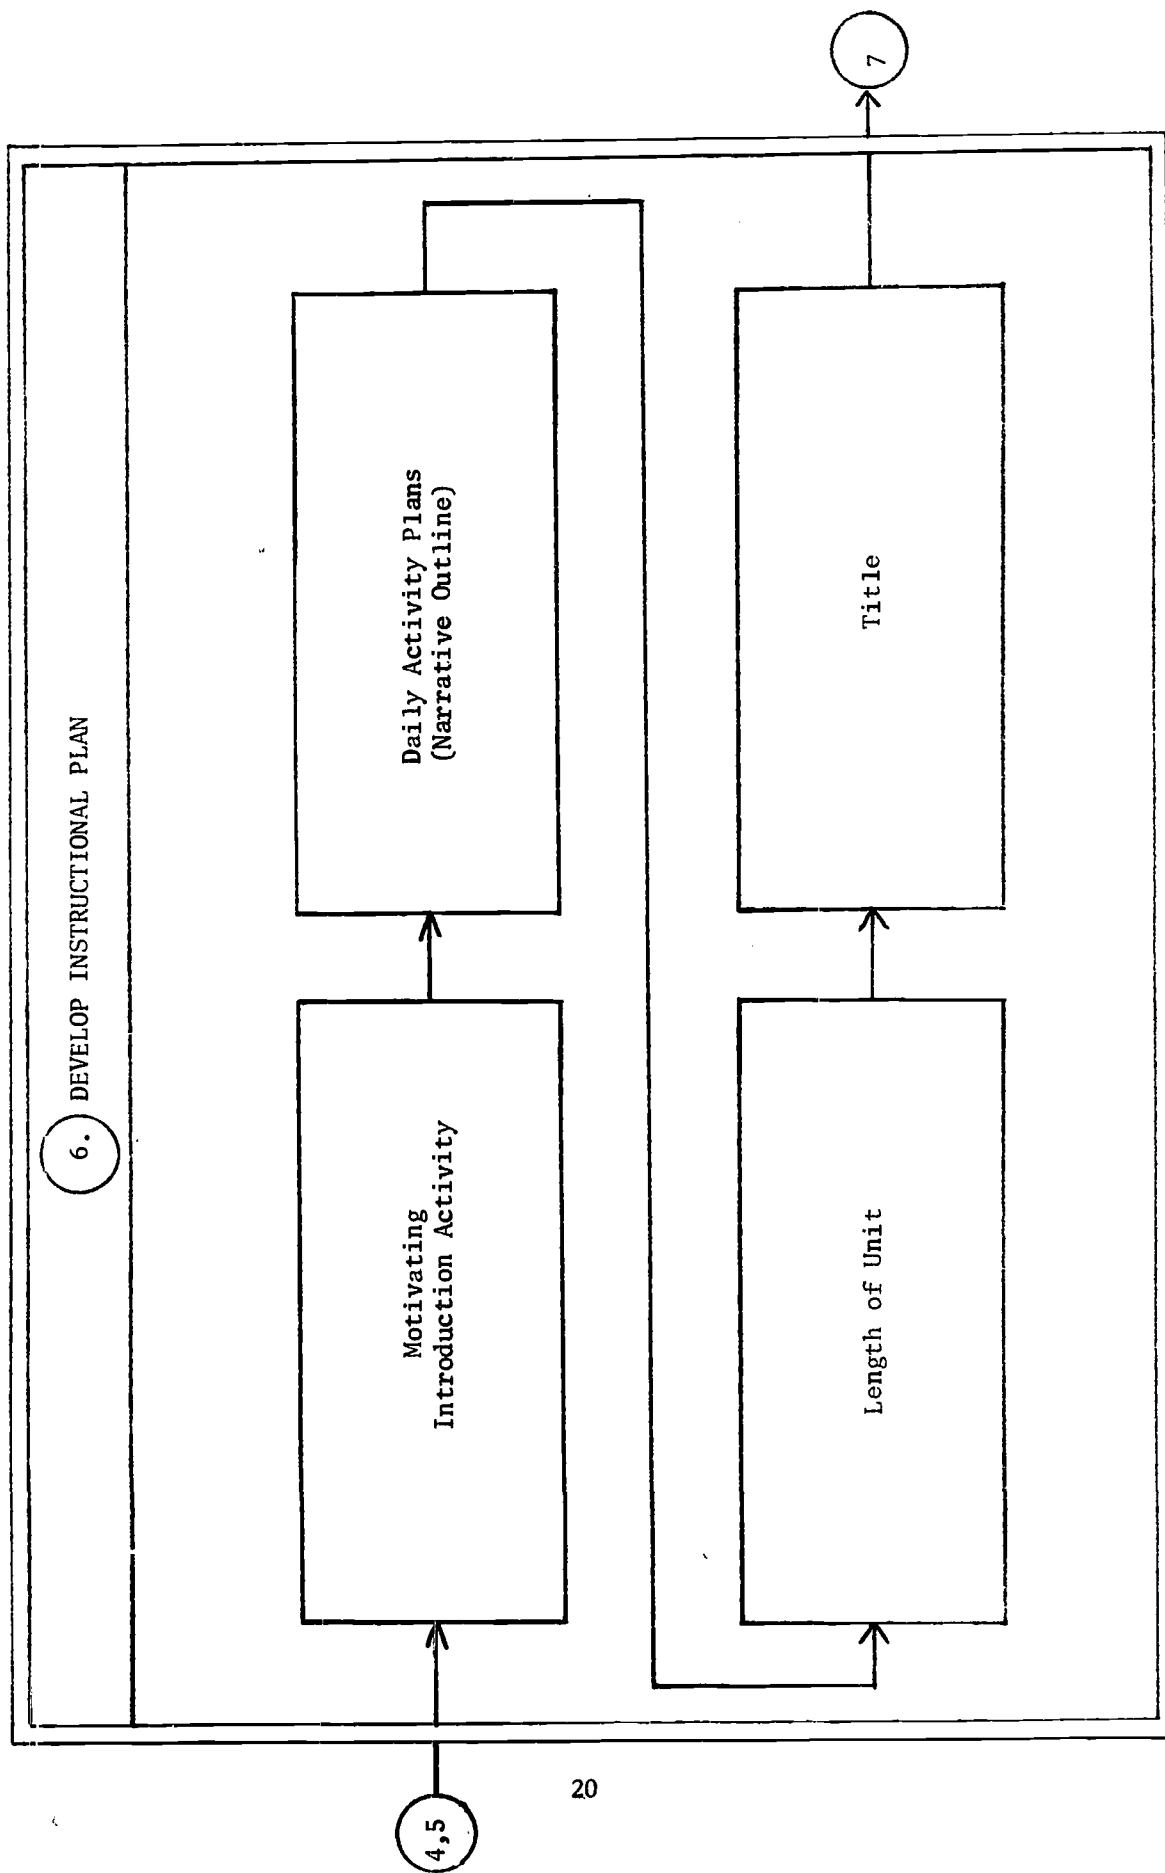 6. DEVELOP INSTRUCTIONAL PLAN
4,5
Motivating
Introduction Activity
Daily Activity Plans
(Narrative Outline)
Length of Unit
Title
7
20